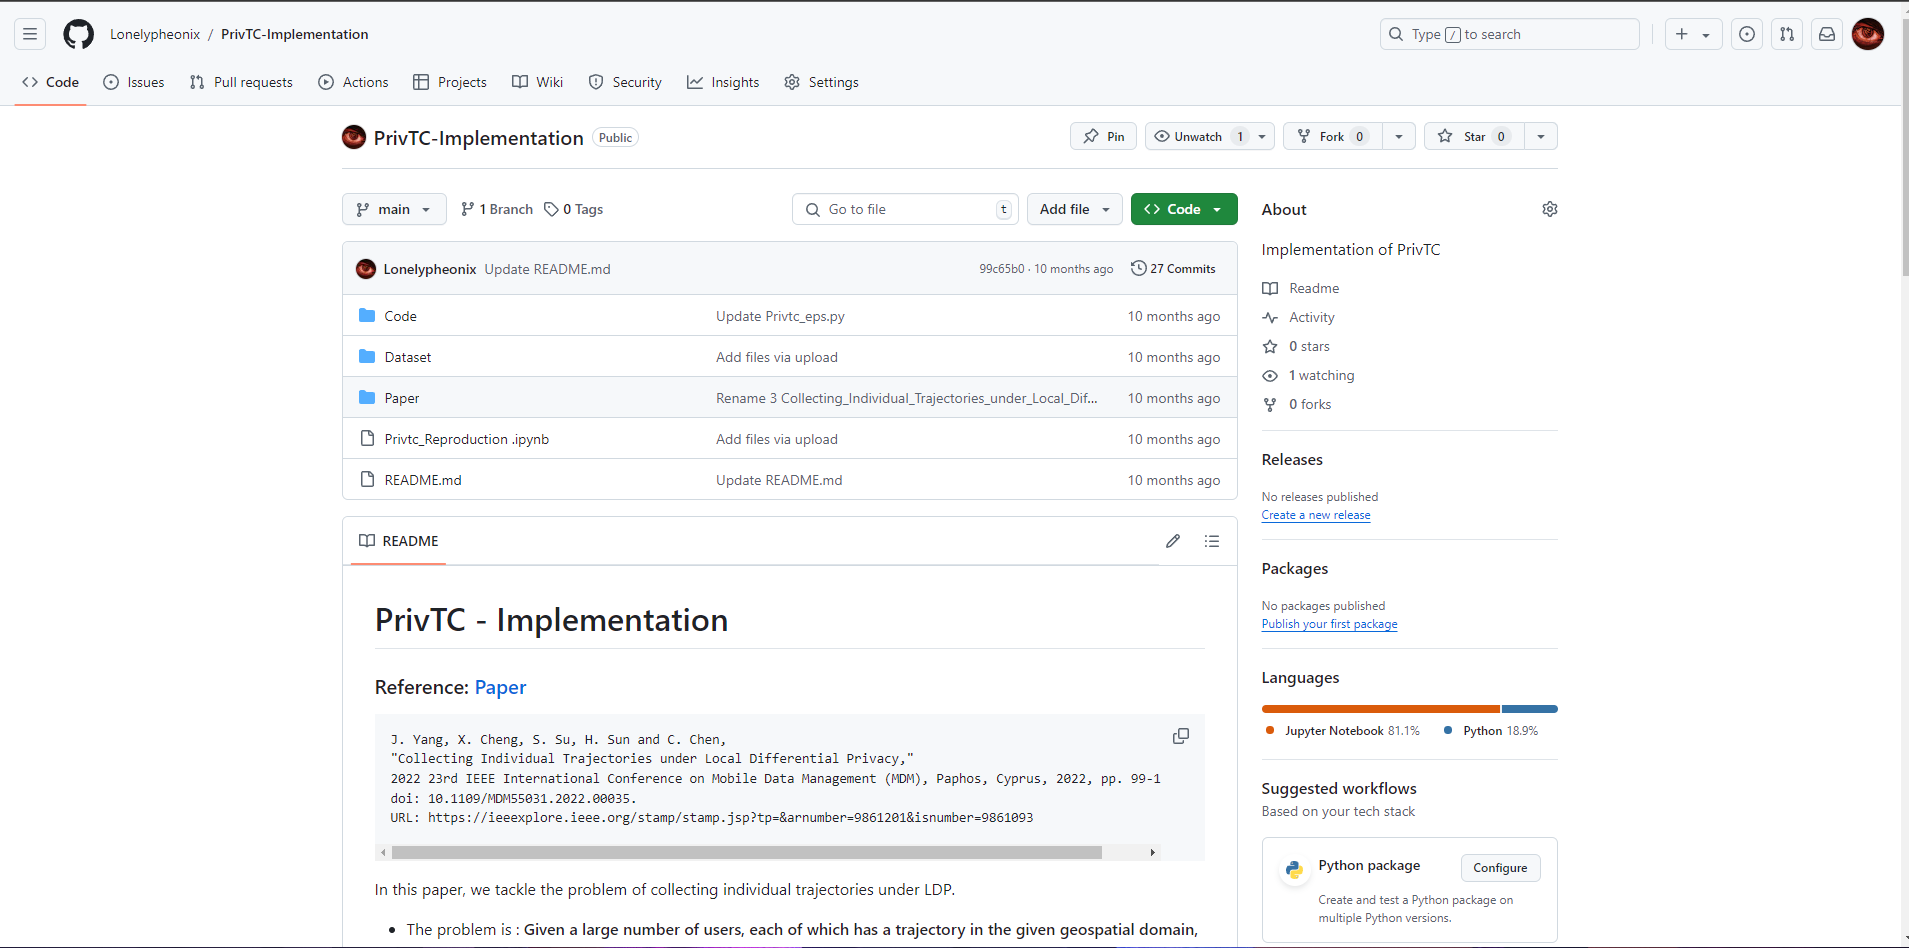 Lonelypheonix / PrivTC-Implementation
Type / to search
Code Issues Pull requests Actions Projects Wiki Security Insights Settings
PrivTC-Implementation Public
Pin Unwatch 1 Fork 0 Star 0
main 1 Branch 0 Tags
Go to file t Add file Code
Lonelypheonix Update README.md 99c65b0 · 10 months ago 27 Commits
Code Update Privtc_eps.py 10 months ago
Dataset Add files via upload 10 months ago
Paper Rename 3 Collecting_Individual_Trajectories_under_Local_Dif... 10 months ago
Privtc_Reproduction .ipynb Add files via upload 10 months ago
README.md Update README.md 10 months ago
README
PrivTC - Implementation
Reference: Paper
J. Yang, X. Cheng, S. Su, H. Sun and C. Chen,
"Collecting Individual Trajectories under Local Differential Privacy,"
2022 23rd IEEE International Conference on Mobile Data Management (MDM), Paphos, Cyprus, 2022, pp. 99-1
doi: 10.1109/MDM55031.2022.00035.
URL: https://ieeexplore.ieee.org/stamp/stamp.jsp?tp=&arnumber=9861201&isnumber=9861093
In this paper, we tackle the problem of collecting individual trajectories under LDP.
The problem is : Given a large number of users, each of which has a trajectory in the given geospatial domain,
About
Implementation of PrivTC
Readme
Activity
0 stars
1 watching
0 forks
Releases
No releases published
Create a new release
Packages
No packages published
Publish your first package
Languages
Jupyter Notebook 81.1% Python 18.9%
Suggested workflows
Based on your tech stack
Python package Configure
Create and test a Python package on
multiple Python versions.